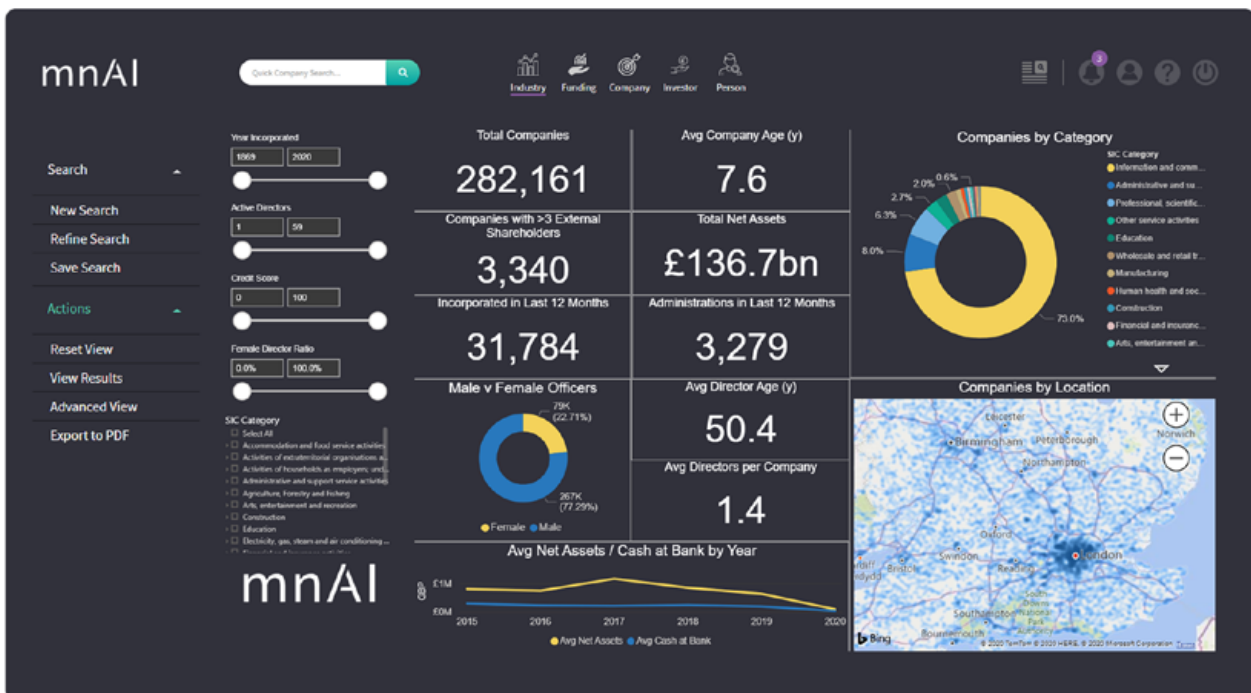 mnAI
Quick Company Search...
Industry
Funding
Company
Investor
Person
3
Search
New Search
Refine Search
Save Search
Actions
Reset View
View Results
Advanced View
Export to PDF
Year Incorporated
1869 2020
Active Directors
1 59
Credit Score
0 100
Female Director Ratio
0.0% 100.0%
SIC Category
Select All
Accommodation and food service activities
Activities of extraterritorial organisations a...
Activities of households as employers; und...
Administrative and support service activities
Agriculture, Forestry and Fishing
Arts, entertainment and recreation
Construction
Education
Electricity, gas, steam and air conditioning ...
mnAI
Total Companies
282,161
Avg Company Age (y)
7.6
Companies with >3 External
Shareholders
3,340
Total Net Assets
£136.7bn
Incorporated in Last 12 Months
31,784
Administrations in Last 12 Months
3,279
Male v Female Officers
79K
(22.71%)
267K
(77.29%)
Female Male
Avg Director Age (y)
50.4
Avg Directors per Company
1.4
Avg Net Assets / Cash at Bank by Year
GBP
£1M
£0M
2015 2016 2017 2018 2019 2020
Avg Net Assets Avg Cash at Bank
Companies by Category
0.6%
2.0%
2.7%
6.3%
8.0%
73.0%
SIC Category
Information and comm...
Administrative and su...
Professional, scientific...
Other service activities
Education
Wholesale and retail tr...
Manufacturing
Human health and soc...
Construction
Financial and insuranc...
Arts, entertainment an...
Companies by Location
Leicester
Norwich
Birmingham
Peterborough
Northampton
Oxford
Swindon
London
Bristol
Reading
South
Downs
National
Park
Authority
Southampton
Bournemouth
Bing
© 2020 TomTom © 2020 HERE, © 2020 Microsoft Corporation